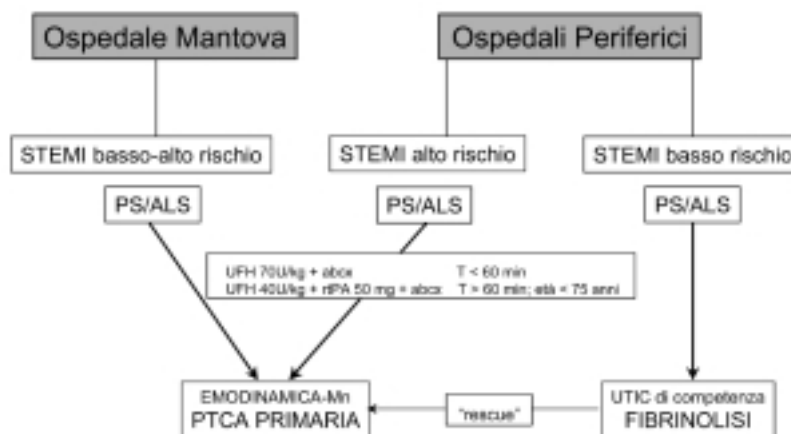 Ospedale Mantova
Ospedali Periferici
STEMI basso-alto rischio
STEMI alto rischio
STEMI basso rischio
PS/ALS
PS/ALS
PS/ALS
UFH 70U/kg + abcx T < 60 min
UFH 40U/kg + rtPA 50 mg + abcx T > 60 min; età < 75 anni
EMODINAMICA-Mn
PTCA PRIMARIA
"rescue"
UTIC di competenza
FIBRINOLISI